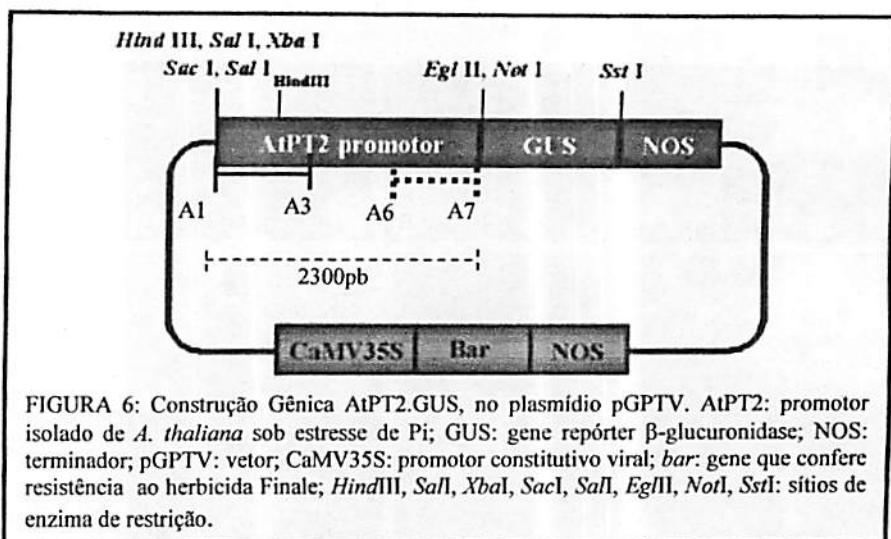 Hind III, Sal I, Xba I
Sac I, Sal I HindIII
Egl II, Not I
Sst I
AtPT2 promotor
GUS
NOS
A1
A3
A6
A7
2300pb
CaMV35S
Bar
NOS
FIGURA 6: Construção Gênica AtPT2.GUS, no plasmídio pGPTV. AtPT2: promotor
isolado de A. thaliana sob estresse de Pi; GUS: gene repórter β-glucuronidase; NOS:
terminador; pGPTV: vetor; CaMV35S: promotor constitutivo viral; bar: gene que confere
resistência ao herbicida Finale; HindIII, SalI, XbaI, SacI, SalI, EglII, NotI, SstI: sítios de
enzima de restrição.